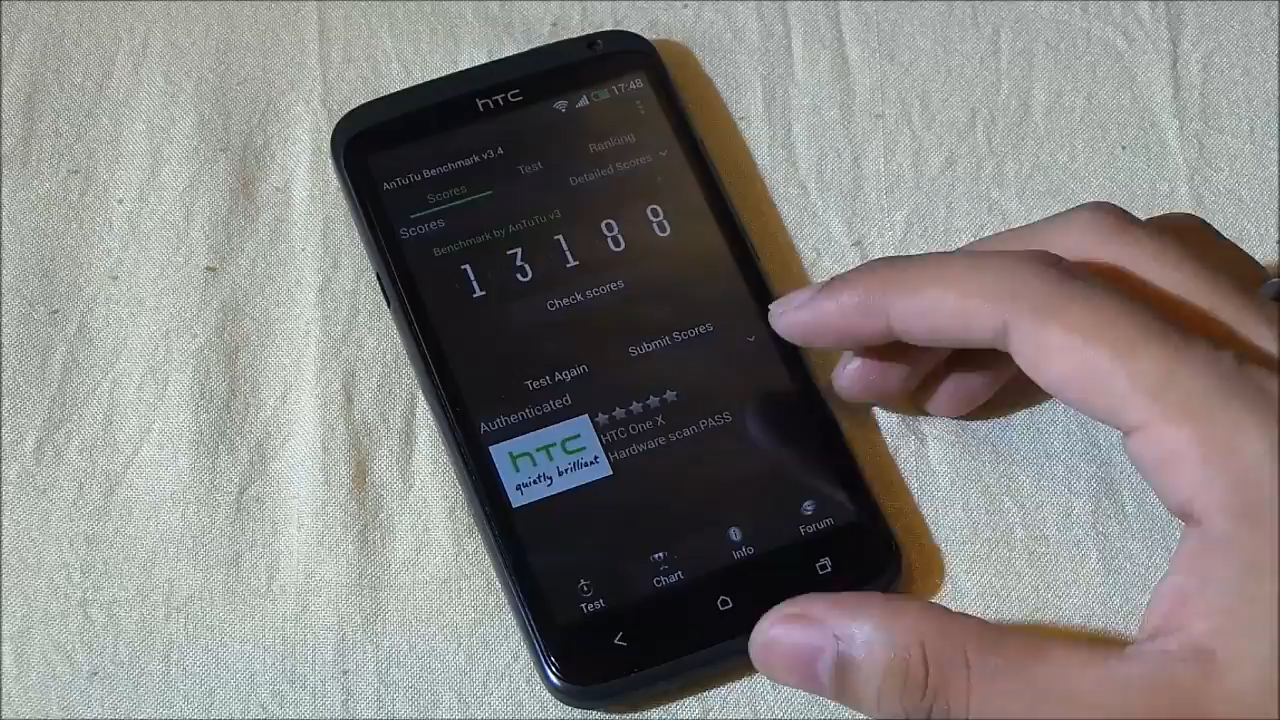 hTC
17:48
AnTuTu Benchmark v3.4
Scores Test Ranking
Scores Detailed Scores
Benchmark by AnTuTu v3
13188
Check scores
Test Again Submit Scores
Authenticated
hTC
quietly brilliant
HTC One X
Hardware scan:PASS
Test Chart Info Forum